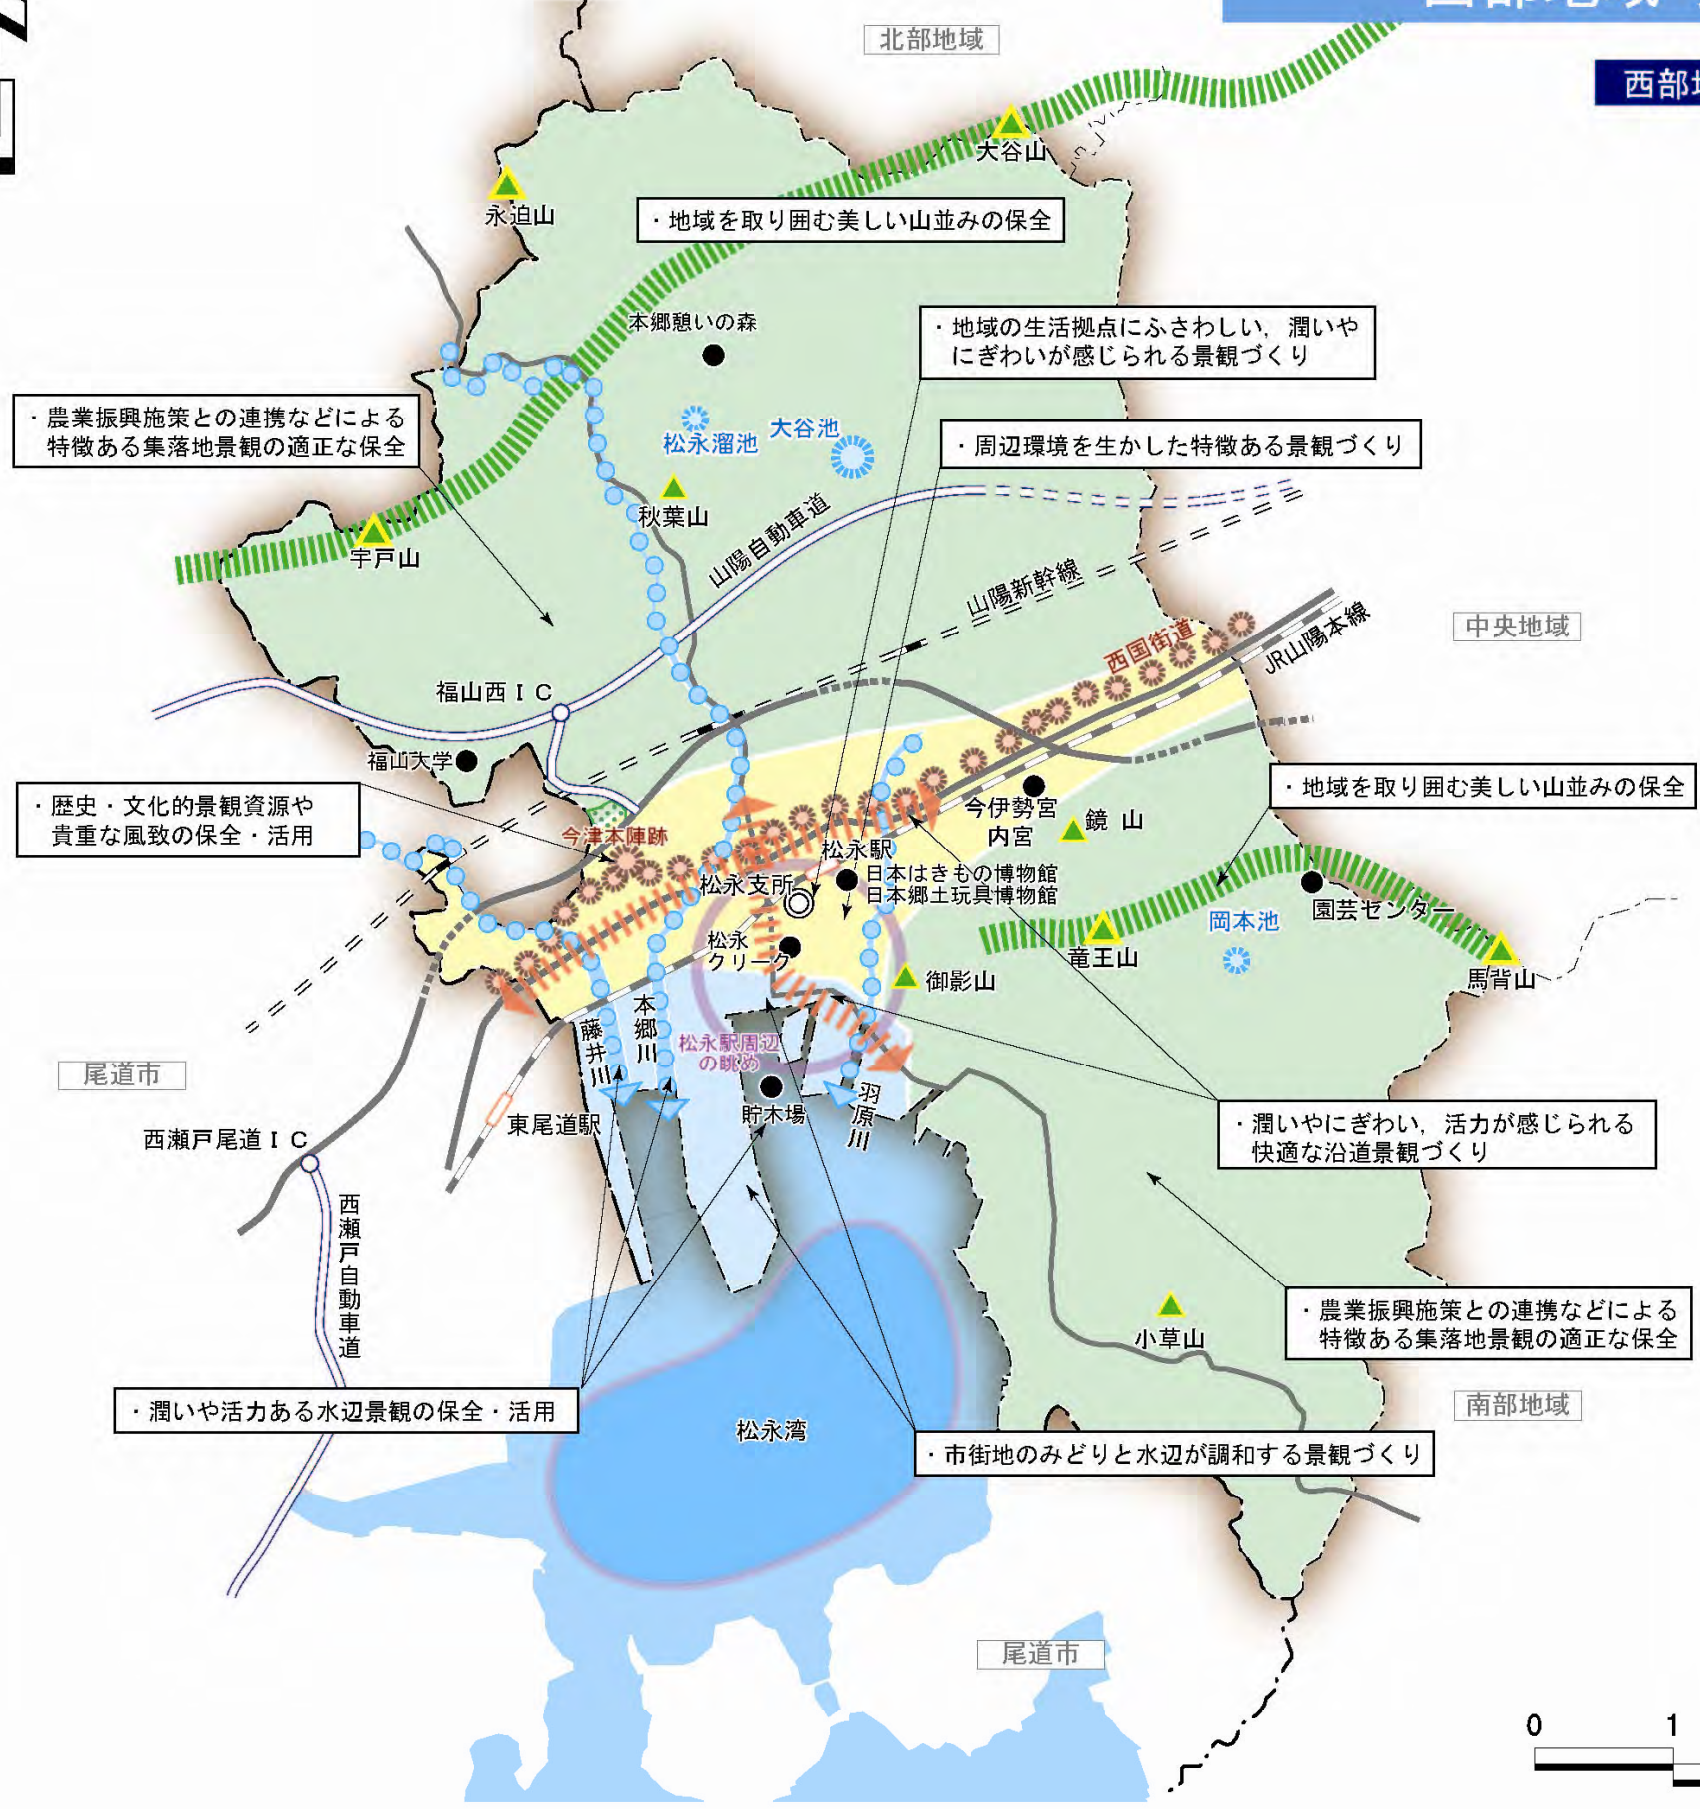 北部地域
大谷山
永迫山
・地域を取り囲む美しい山並みの保全
本郷憩いの森
・地域の生活拠点にふさわしい，潤いや
にぎわいが感じられる景観づくり
・農業振興施策との連携などによる
特徴ある集落地景観の適正な保全
松永溜池
大谷池
・周辺環境を生かした特徴ある景観づくり
秋葉山
山陽自動車道
宇戸山
山陽新幹線
中央地域
西国街道
JR山陽本線
福山西ＩＣ
福山大学
・歴史・文化的景観資源や
貴重な風致の保全・活用
・地域を取り囲む美しい山並みの保全
今津本陣跡
今伊勢宮
内宮
鏡山
松永駅
松永支所
日本はきもの博物館
日本郷土玩具博物館
園芸センター
岡本池
松永
クリーク
竜王山
御影山
馬背山
藤井川
本郷川
松永駅周辺
の眺め
尾道市
貯木場
羽原川
東尾道駅
西瀬戸尾道ＩＣ
・潤いやにぎわい，活力が感じられる
快適な沿道景観づくり
西瀬戸自動車道
・農業振興施策との連携などによる
特徴ある集落地景観の適正な保全
小草山
・潤いや活力ある水辺景観の保全・活用
松永湾
南部地域
・市街地のみどりと水辺が調和する景観づくり
尾道市
0 1